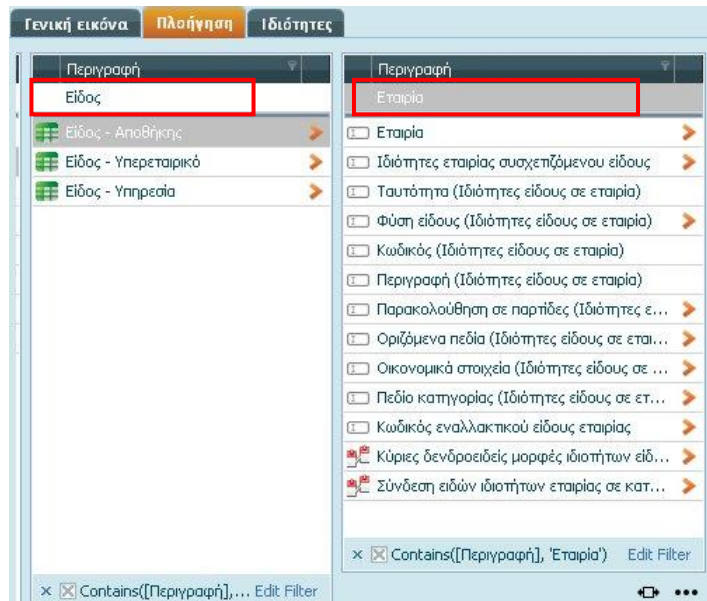 Γενική εικόνα Πλοήγηση Ιδιότητες
Περιγραφή
Είδος
Είδος - Αποθήκης
Είδος - Υπερεταιρικό
Είδος - Υπηρεσία
× Contains([Περιγραφή],... Edit Filter
Περιγραφή
Εταιρία
Εταιρία
Ιδιότητες εταιρίας συσχετιζόμενου είδους
Ταυτότητα (Ιδιότητες είδους σε εταιρία)
Φύση είδους (Ιδιότητες είδους σε εταιρία)
Κωδικός (Ιδιότητες είδους σε εταιρία)
Περιγραφή (Ιδιότητες είδους σε εταιρία)
Παρακολούθηση σε παρτίδες (Ιδιότητες ε...
Οριζόμενα πεδία (Ιδιότητες είδους σε εται...
Οικονομικά στοιχεία (Ιδιότητες είδους σε ...
Πεδίο κατηγορίας (Ιδιότητες είδους σε ετ...
Κωδικός εναλλακτικού είδους εταιρίας
Κύριες δενδροειδείς μορφές ιδιοτήτων είδ...
Σύνδεση ειδών ιδιοτήτων εταιρίας σε κατ...
× Contains([Περιγραφή], 'Εταιρία') Edit Filter